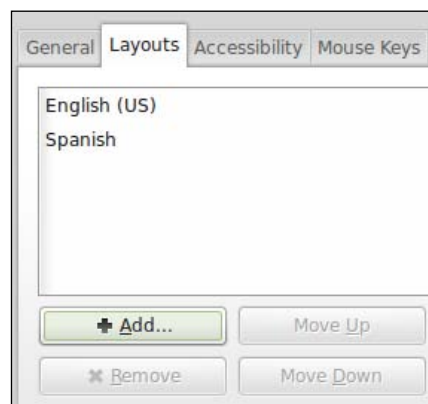 General Layouts Accessibility Mouse Keys
English (US)
Spanish
Add... Move Up
Remove Move Down